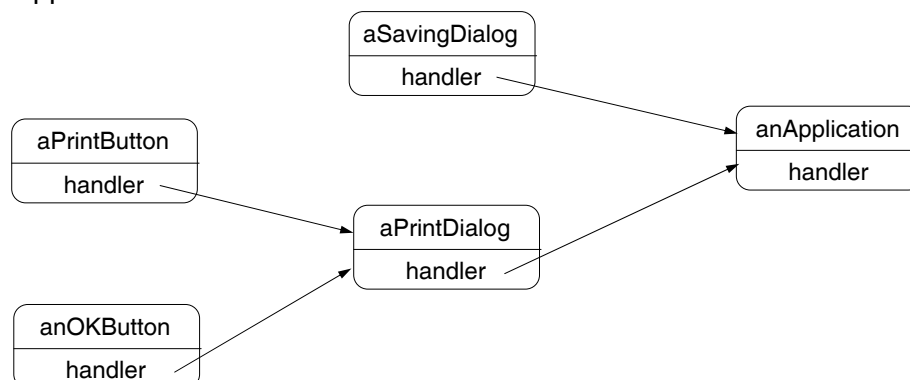 aSavingDialog
handler
anApplication
handler
aPrintButton
handler
aPrintDialog
handler
anOKButton
handler